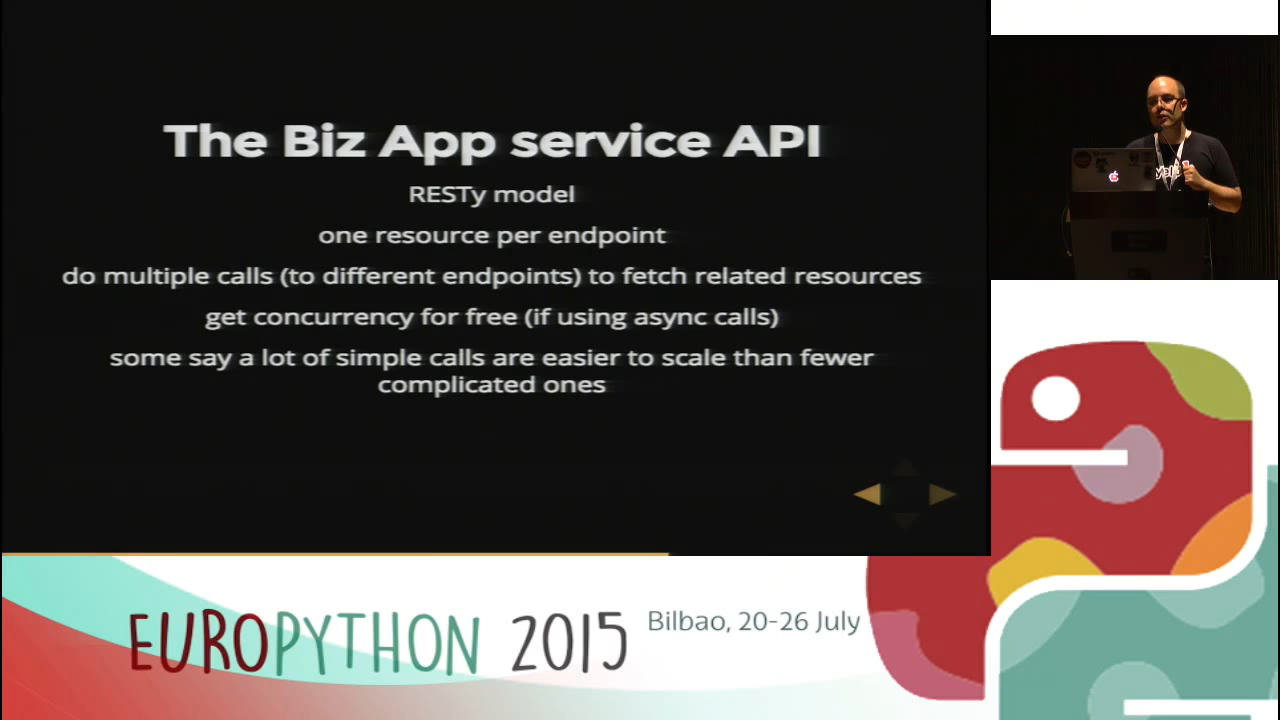 The Biz App service API
RESTy model
one resource per endpoint
do multiple calls (to different endpoints) to fetch related resources
get concurrency for free (if using async calls)
some say a lot of simple calls are easier to scale than fewer
complicated ones
EUROPYTHON 2015
Bilbao, 20-26 July